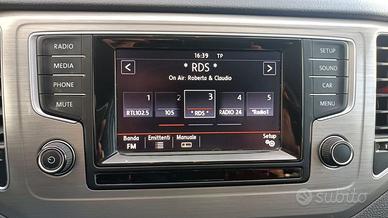 RADIO
MEDIA
PHONE
MUTE
16:39 TP
* RDS *
On Air: Roberta & Claudio
1 2 3 4 5
RTL102.5 105 * RDS * RADIO 24 *Radio1
Banda Emittenti Manuale Setup
FM
SETUP
SOUND
CAR
MENU
subito